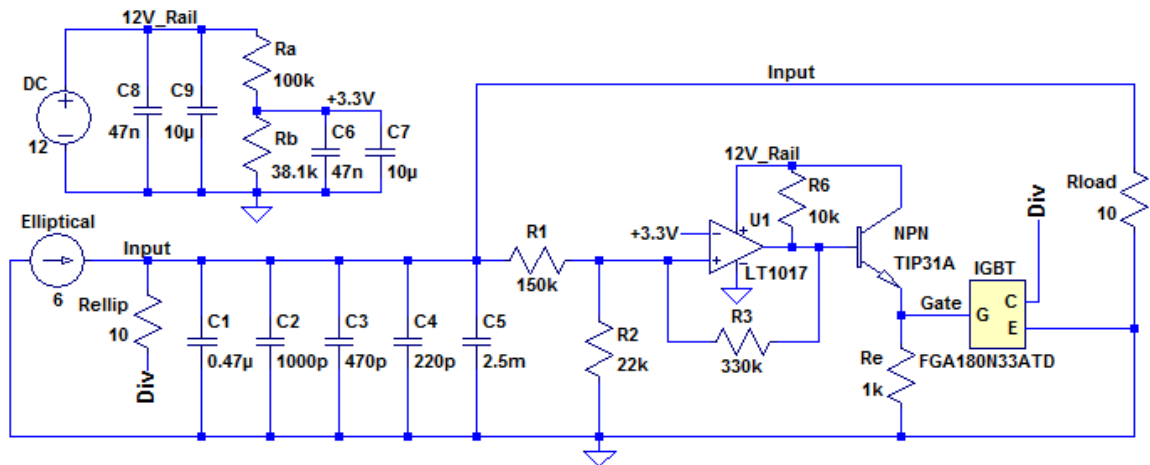 12V_Rail
DC
12
C8
47n
C9
10µ
Ra
100k
+3.3V
Rb
38.1k
C6
47n
C7
10µ
Input
Elliptical
6
Input
Rellip
10
Div
C1
0.47µ
C2
1000p
C3
470p
C4
220p
C5
2.5m
R1
150k
R2
22k
+3.3V
12V_Rail
R6
10k
U1
LT1017
R3
330k
NPN
TIP31A
Gate
Re
1k
IGBT
G
C
E
FGA180N33ATD
Div
Rload
10